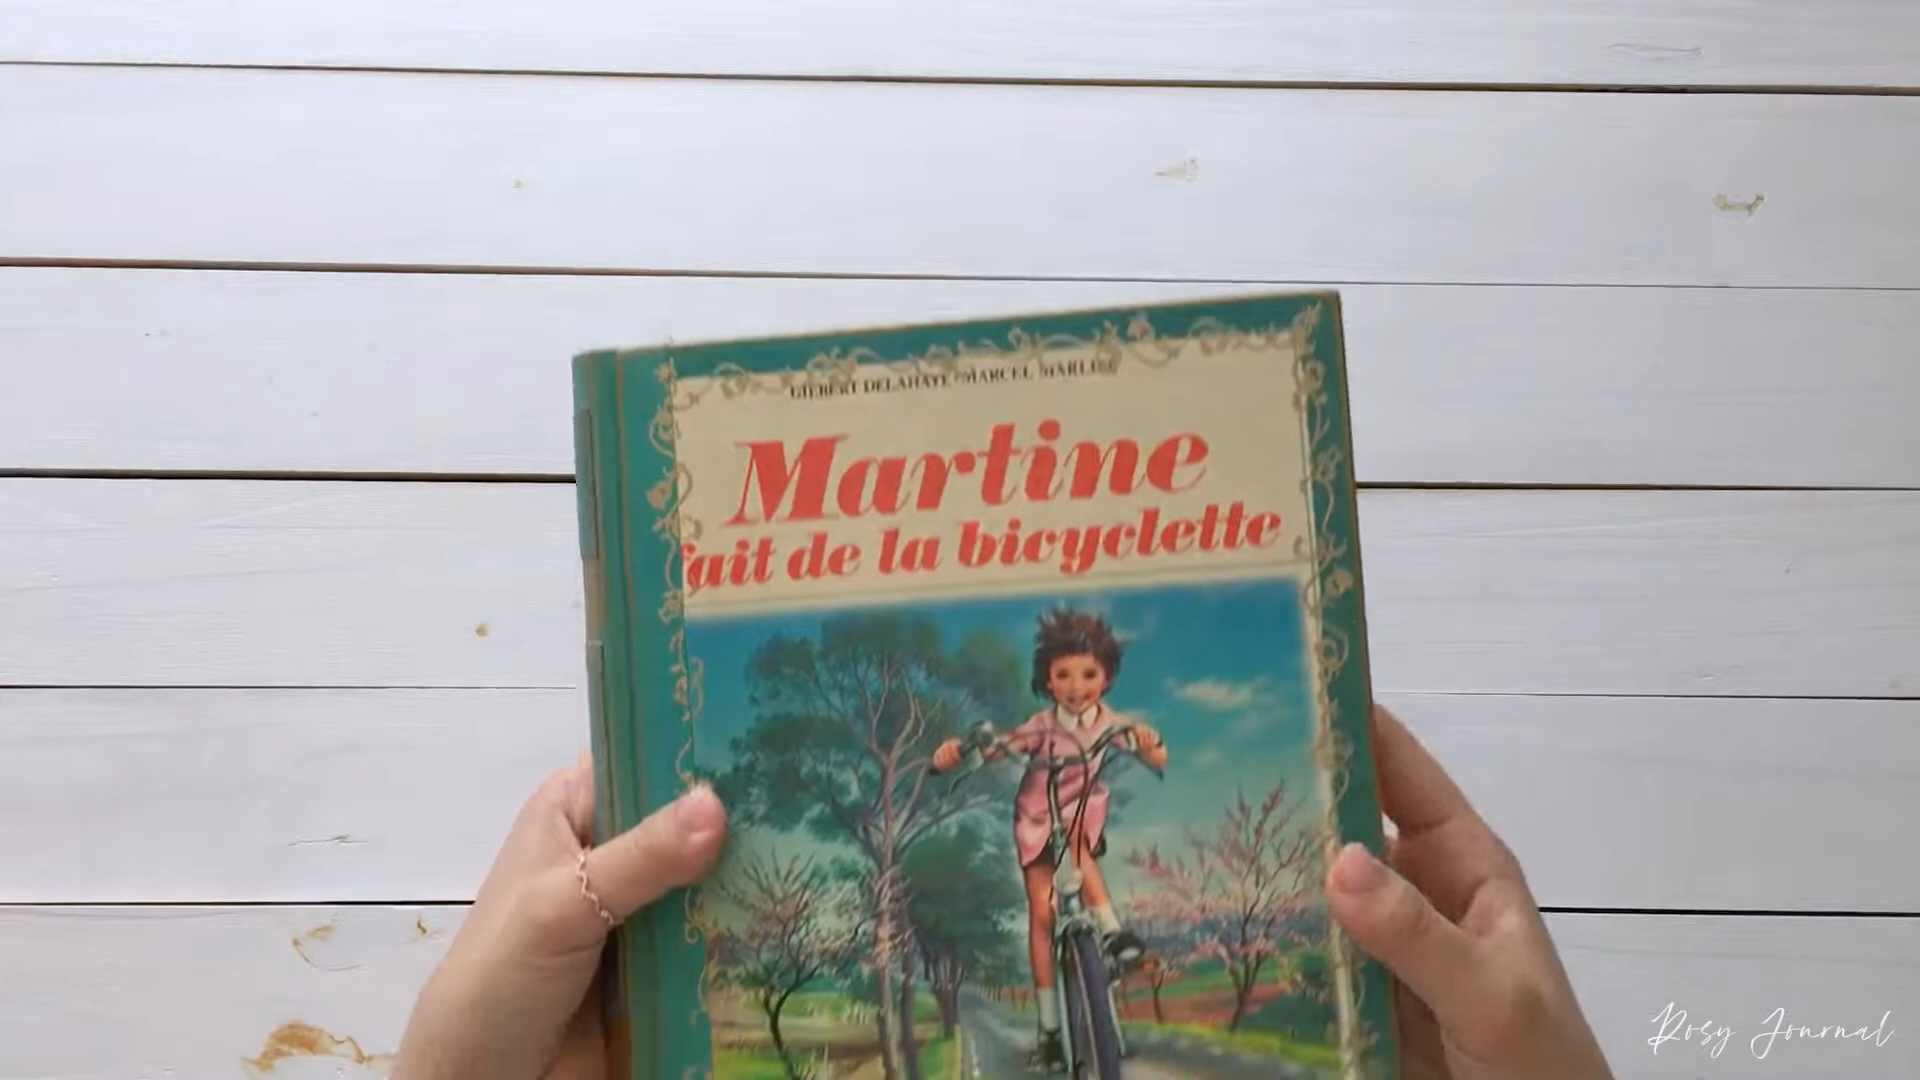 GILBERT DELAHAYE - MARCEL MARLIER
Martine
fait de la bicyclette
Rosy Journal